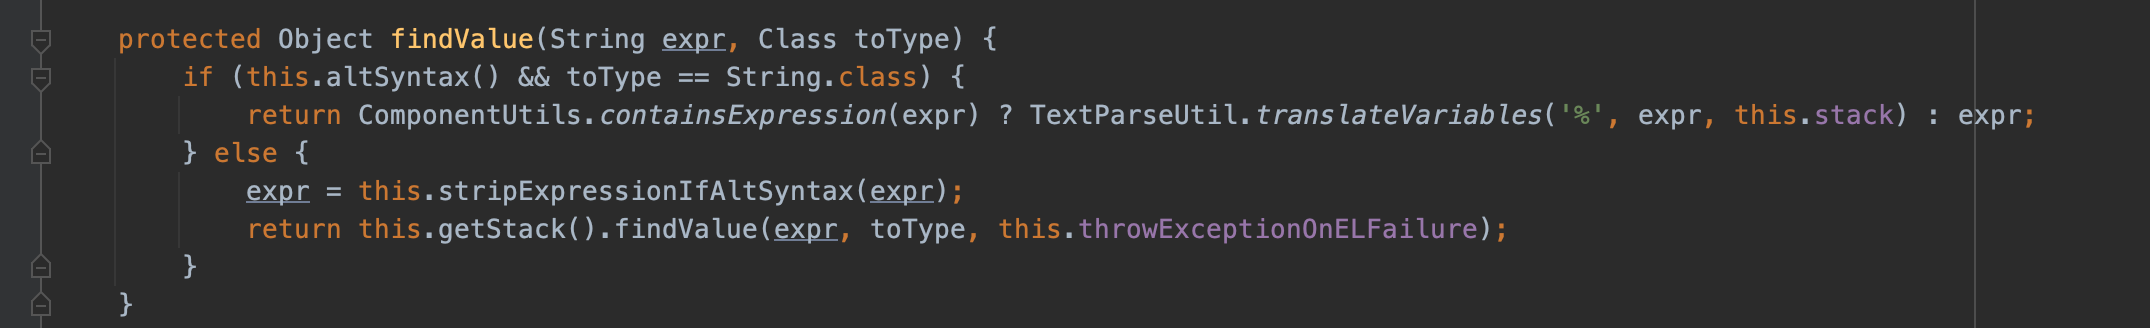 protected Object findValue(String expr, Class toType) {
if (this.altSyntax() && toType == String.class) {
return ComponentUtils.containsExpression(expr) ? TextParseUtil.translateVariables('%', expr, this.stack) : expr;
} else {
expr = this.stripExpressionIfAltSyntax(expr);
return this.getStack().findValue(expr, toType, this.throwExceptionOnELFailure);
}
}